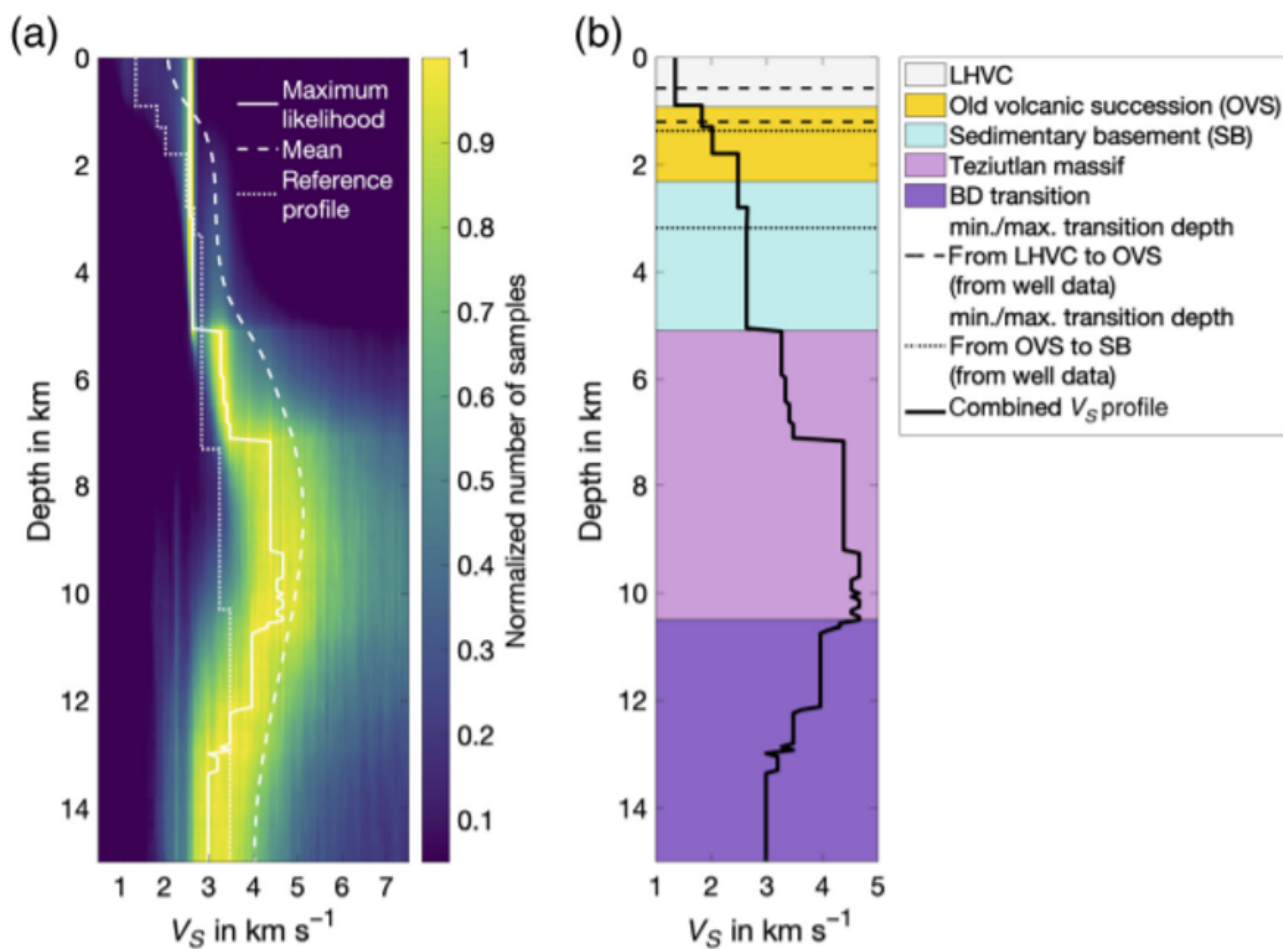 (a)
0
2
4
6
8
10
12
14
Depth in km
1 2 3 4 5 6 7
V_S in km s⁻¹
Maximum
likelihood
Mean
Reference
profile
1
0.9
0.8
0.7
0.6
0.5
0.4
0.3
0.2
0.1
Normalized number of samples
(b)
0
2
4
6
8
10
12
14
Depth in km
1 2 3 4 5
V_S in km s⁻¹
LHVC
Old volcanic succession (OVS)
Sedimentary basement (SB)
Teziutlan massif
BD transition
min./max. transition depth
From LHVC to OVS
(from well data)
min./max. transition depth
From OVS to SB
(from well data)
Combined V_S profile